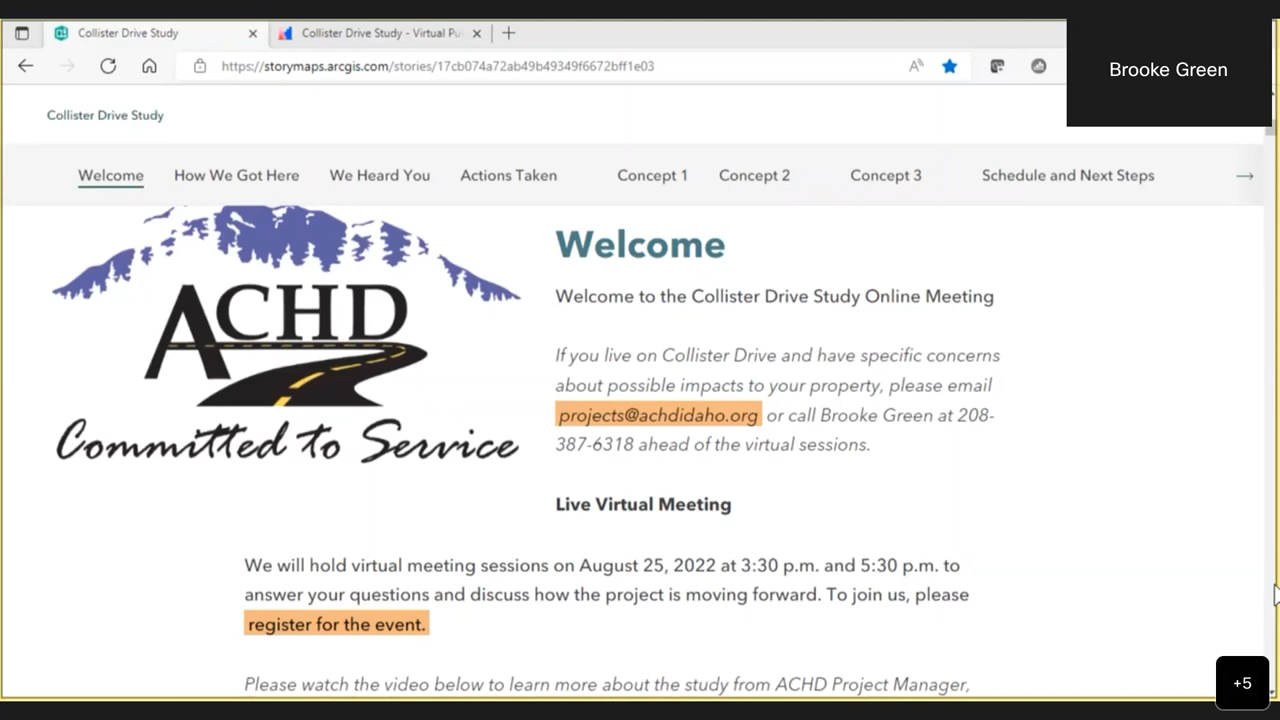 Collister Drive Study
Collister Drive Study - Virtual Pu
https://storymaps.arcgis.com/stories/17cb074a72ab49b49349f6672bff1e03
Brooke Green
Collister Drive Study
Welcome How We Got Here We Heard You Actions Taken Concept 1 Concept 2 Concept 3 Schedule and Next Steps
ACHD
Committed to Service
Welcome
Welcome to the Collister Drive Study Online Meeting
If you live on Collister Drive and have specific concerns
about possible impacts to your property, please email
projects@achdidaho.org or call Brooke Green at 208-
387-6318 ahead of the virtual sessions.
Live Virtual Meeting
We will hold virtual meeting sessions on August 25, 2022 at 3:30 p.m. and 5:30 p.m. to
answer your questions and discuss how the project is moving forward. To join us, please
register for the event.
Please watch the video below to learn more about the study from ACHD Project Manager,
+5